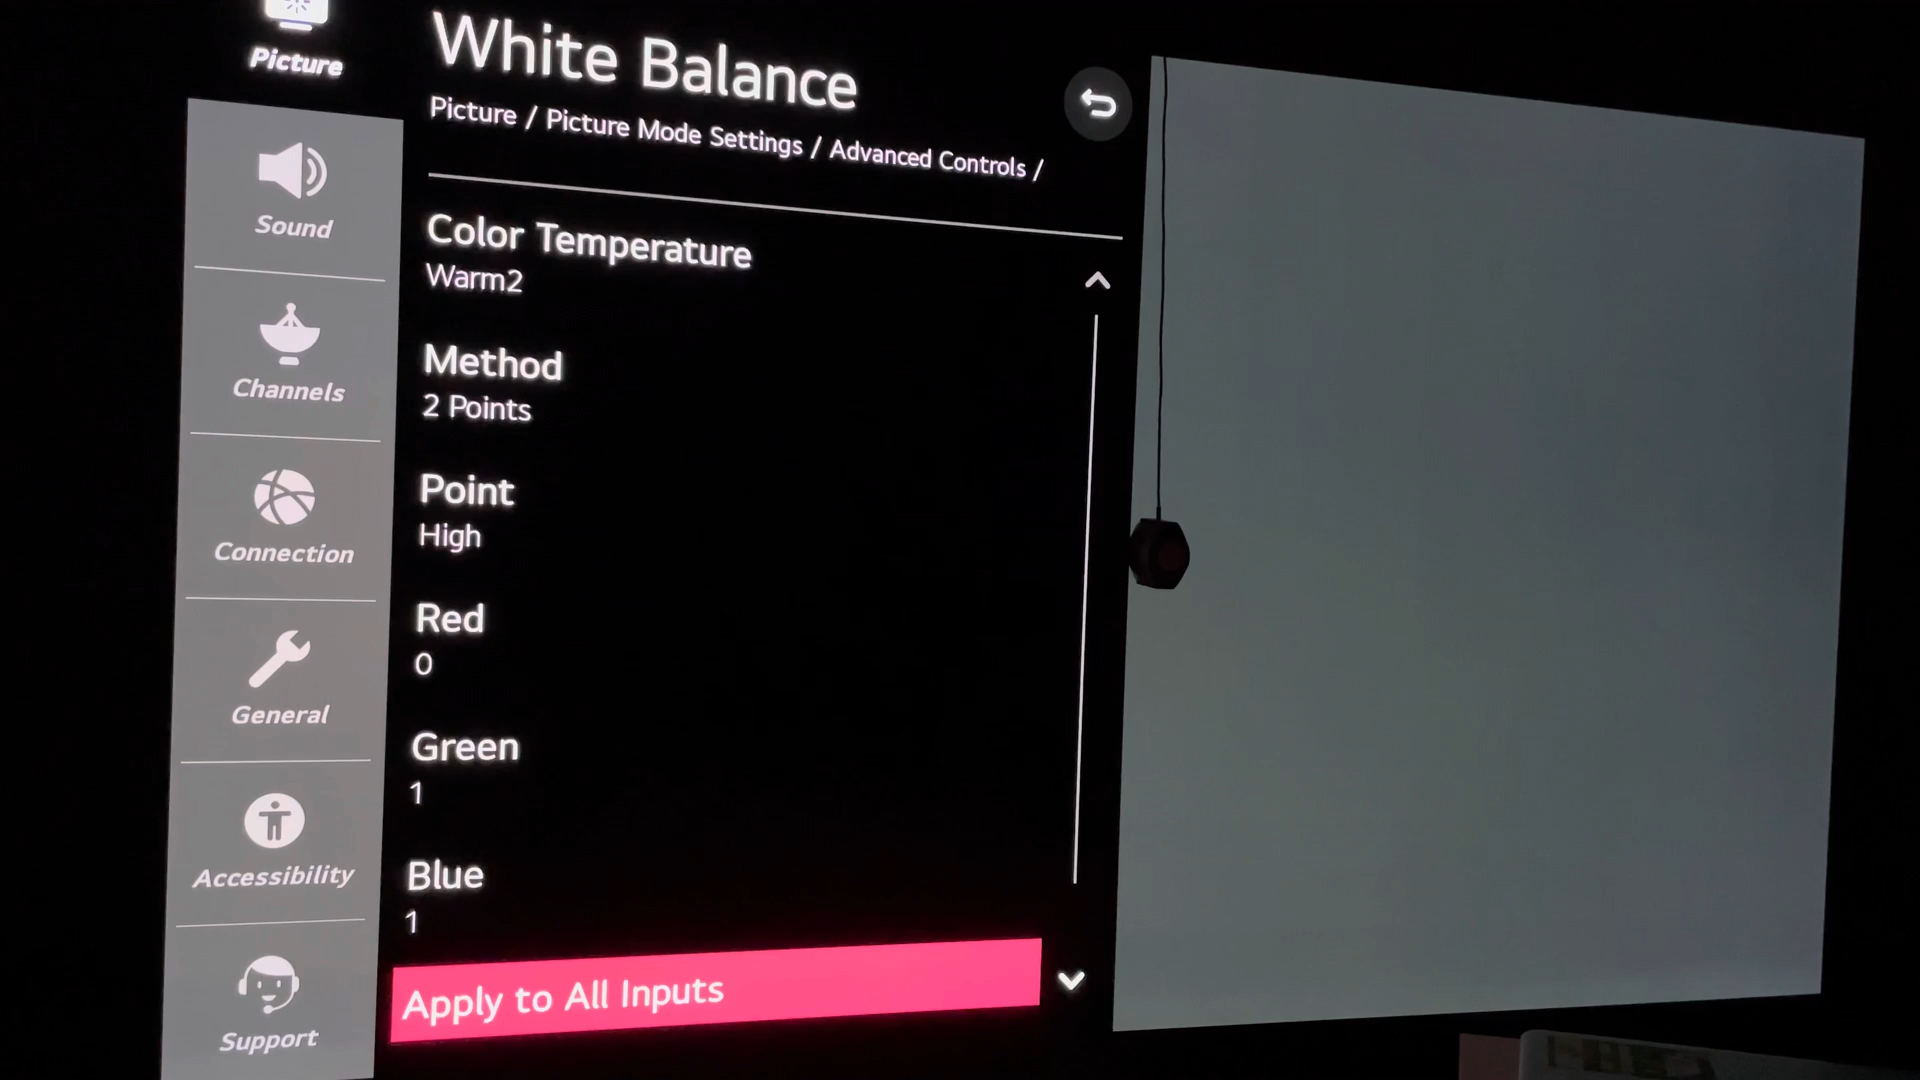 Picture
Sound
Channels
Connection
General
Accessibility
Support
White Balance
Picture / Picture Mode Settings / Advanced Controls /
Color Temperature
Warm2
Method
2 Points
Point
High
Red
0
Green
1
Blue
1
Apply to All Inputs